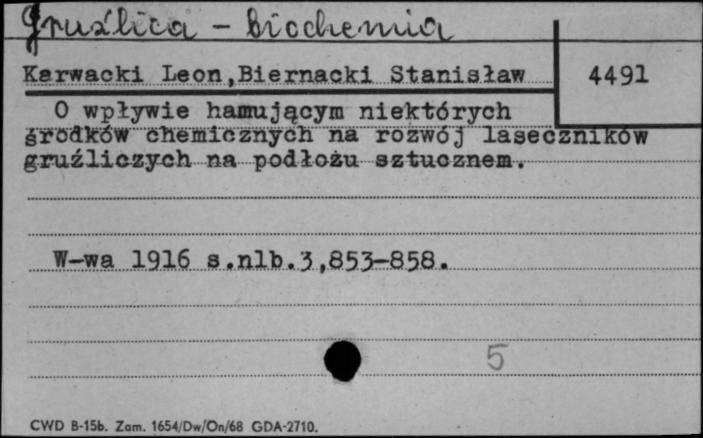 Gruźlica - biochemia
Karwacki Leon,Biernacki Stanisław
4491
O wpływie hamującym niektórych
środków chemicznych na rozwój laseczników
gruźliczych na podłożu sztucznem.
W-wa 1916 s.nlb.3,853-858.
5
CWD B-15b. Zam. 1654/Dw/On/68 GDA-2710.